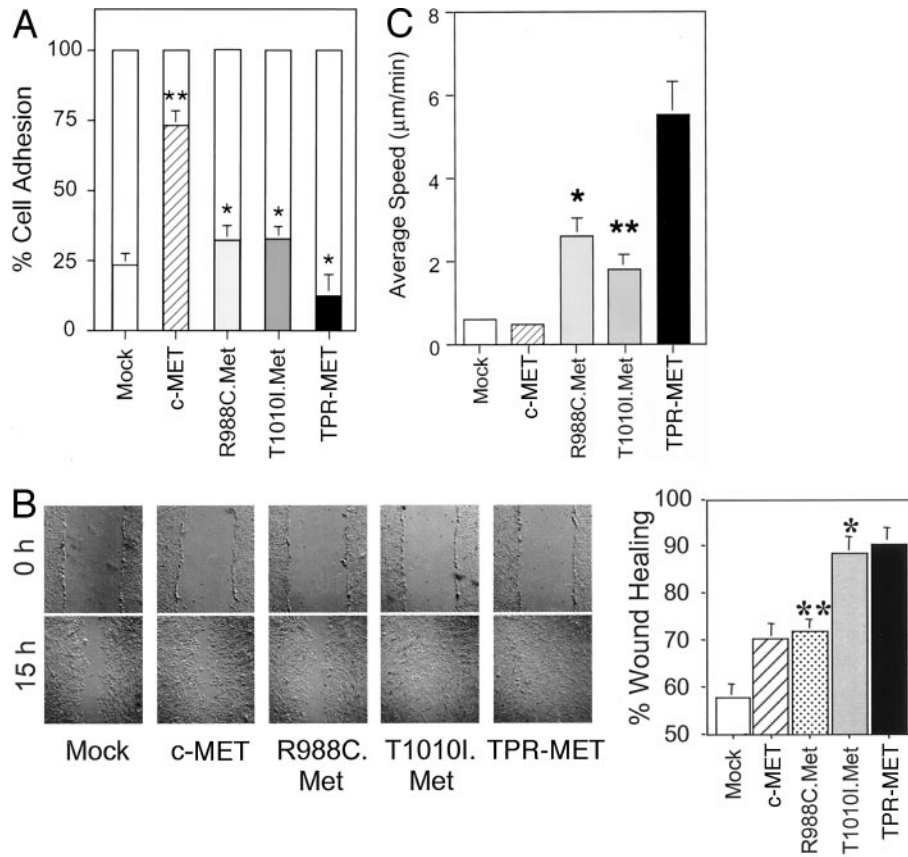 A
% Cell Adhesion
100
75
50
25
0
**
*
*
*
Mock
c-MET
R988C.Met
T1010I.Met
TPR-MET
C
Average Speed (µm/min)
8
6
4
2
0
*
**
Mock
c-MET
R988C.Met
T1010I.Met
TPR-MET
B
0 h
15 h
Mock
c-MET
R988C.
Met
T1010I.
Met
TPR-MET
% Wound Healing
100
90
80
70
60
50
**
*
Mock
c-MET
R988C.Met
T1010I.Met
TPR-MET